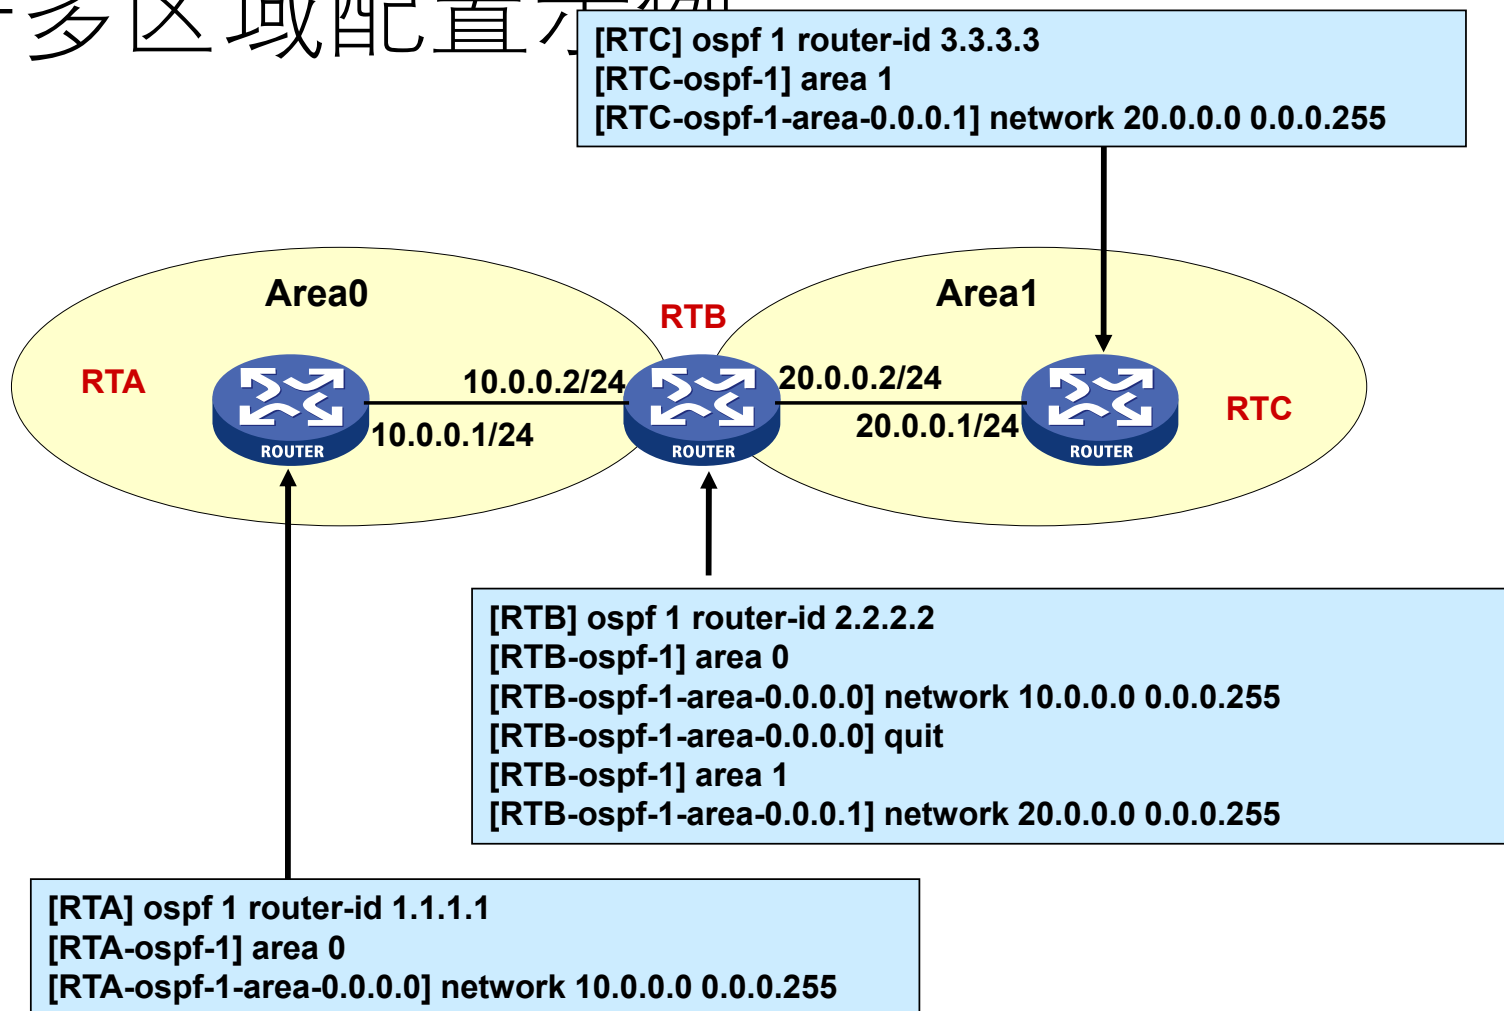 多区域配置示例
[RTC] ospf 1 router-id 3.3.3.3
[RTC-ospf-1] area 1
[RTC-ospf-1-area-0.0.0.1] network 20.0.0.0 0.0.0.255
Area0
Area1
RTB
RTA
10.0.0.2/24
20.0.0.2/24
RTC
10.0.0.1/24
20.0.0.1/24
ROUTER
ROUTER
ROUTER
[RTB] ospf 1 router-id 2.2.2.2
[RTB-ospf-1] area 0
[RTB-ospf-1-area-0.0.0.0] network 10.0.0.0 0.0.0.255
[RTB-ospf-1-area-0.0.0.0] quit
[RTB-ospf-1] area 1
[RTB-ospf-1-area-0.0.0.1] network 20.0.0.0 0.0.0.255
[RTA] ospf 1 router-id 1.1.1.1
[RTA-ospf-1] area 0
[RTA-ospf-1-area-0.0.0.0] network 10.0.0.0 0.0.0.255